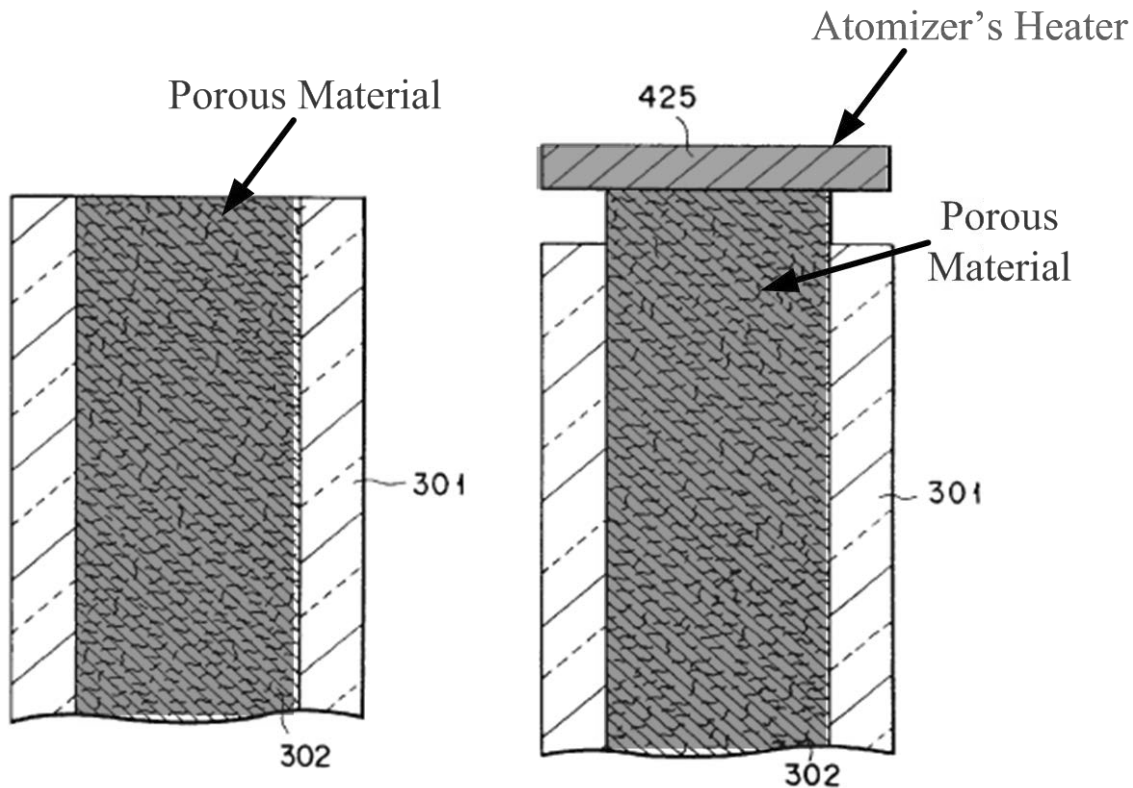 Atomizer's Heater
Porous Material
425
Porous
Material
301
301
302
302